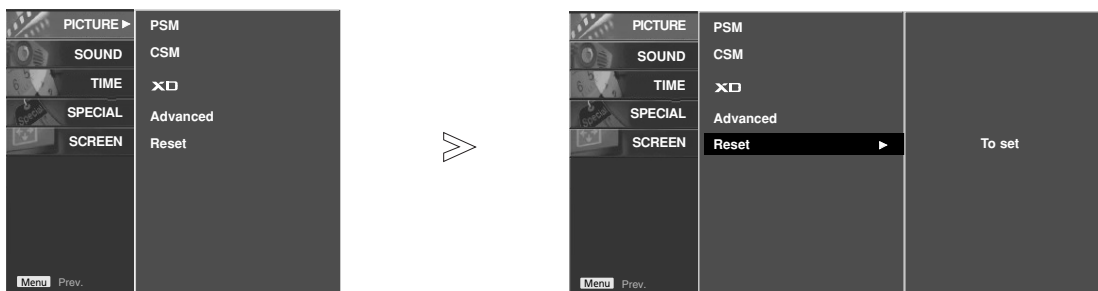 PICTURE ▶ PSM
SOUND CSM
TIME XD
SPECIAL Advanced
SCREEN Reset
Menu Prev.
PICTURE PSM
SOUND CSM
TIME XD
SPECIAL Advanced
SCREEN Reset ▶ To set
Menu Prev.